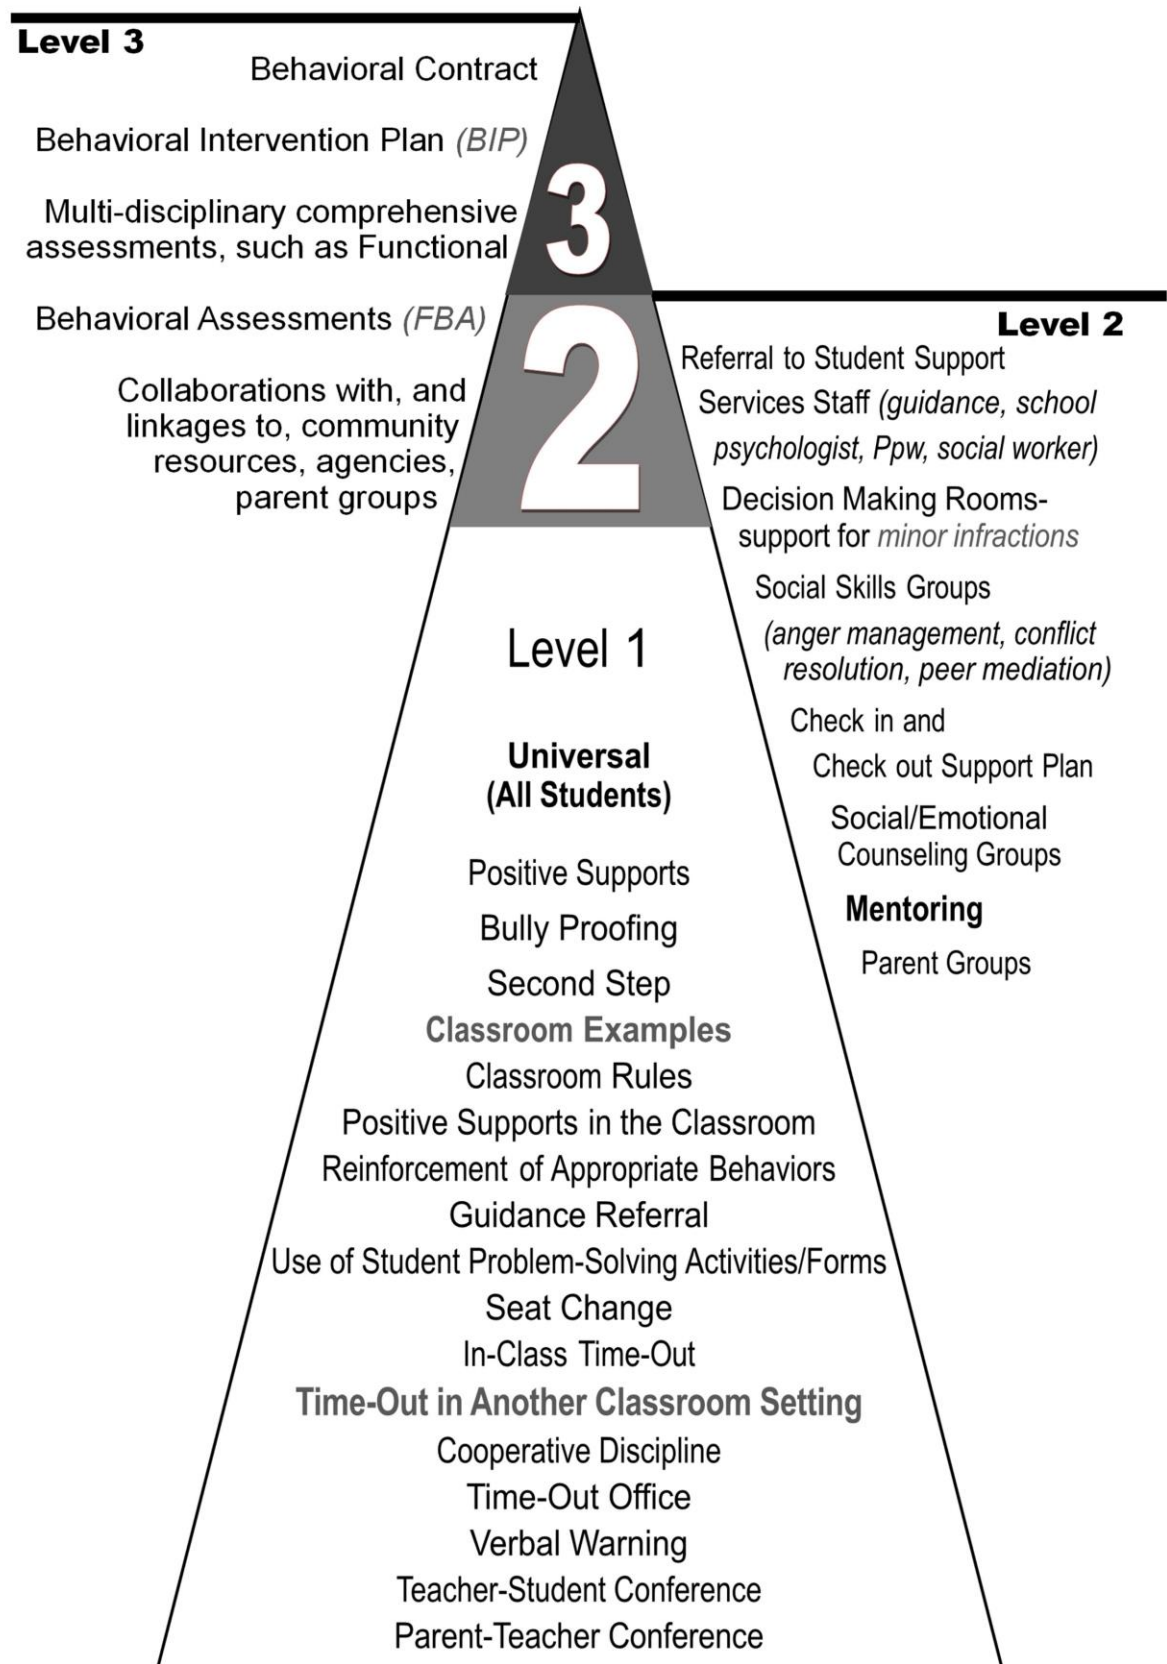 Level 3
Behavioral Contract
Behavioral Intervention Plan (BIP)
Multi-disciplinary comprehensive
assessments, such as Functional
Behavioral Assessments (FBA)
Collaborations with, and
linkages to, community
resources, agencies,
parent groups
3
2
Level 2
Referral to Student Support
Services Staff (guidance, school
psychologist, Ppw, social worker)
Decision Making Rooms-
support for minor infractions
Social Skills Groups
(anger management, conflict
resolution, peer mediation)
Check in and
Check out Support Plan
Social/Emotional
Counseling Groups
Mentoring
Parent Groups
Level 1
Universal
(All Students)
Positive Supports
Bully Proofing
Second Step
Classroom Examples
Classroom Rules
Positive Supports in the Classroom
Reinforcement of Appropriate Behaviors
Guidance Referral
Use of Student Problem-Solving Activities/Forms
Seat Change
In-Class Time-Out
Time-Out in Another Classroom Setting
Cooperative Discipline
Time-Out Office
Verbal Warning
Teacher-Student Conference
Parent-Teacher Conference